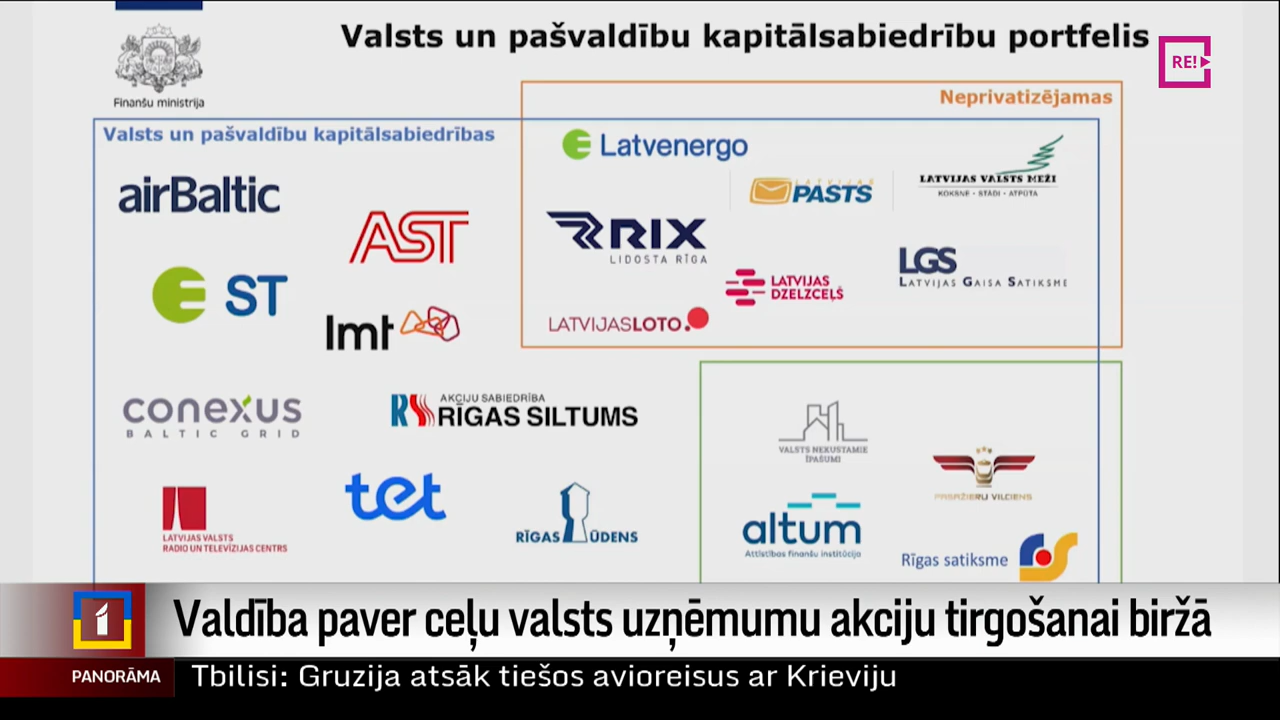 Valsts un pašvaldību kapitālsabiedrību portfelis
RE!
Finanšu ministrija
Neprivatizējamas
Valsts un pašvaldību kapitālsabiedrības
Latvenergo
airBaltic
LATVIJAS
PASTS
LATVIJAS VALSTS MEŽI
KOKSNE • STĀDI • ATPŪTA
AST
RIX
LIDOSTA RĪGA
LGS
LATVIJAS GAISA SATIKSME
ST
LATVIJAS
DZELZCEĻŠ
lmt
LATVIJASLOTO.
conexus
BALTIC GRID
AKCIJU SABIEDRĪBA
RS RĪGAS SILTUMS
VALSTS NEKUSTAMIE
ĪPAŠUMI
PASAŽIERU VILCIENS
tet
LATVIJAS VALSTS
RADIO UN TELEVĪZIJAS CENTRS
RĪGAS ŪDENS
altum
Attīstības finanšu institūcija
Rīgas satiksme
1
Valdība paver ceļu valsts uzņēmumu akciju tirgošanai biržā
PANORĀMA
Tbilisi: Gruzija atsāk tiešos avioreisus ar Krieviju